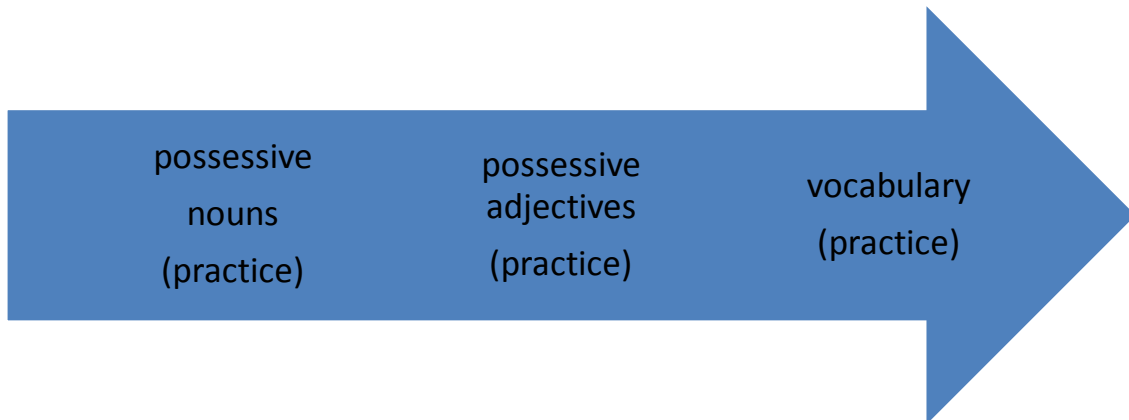 possessive
nouns
(practice)
possessive
adjectives
(practice)
vocabulary
(practice)